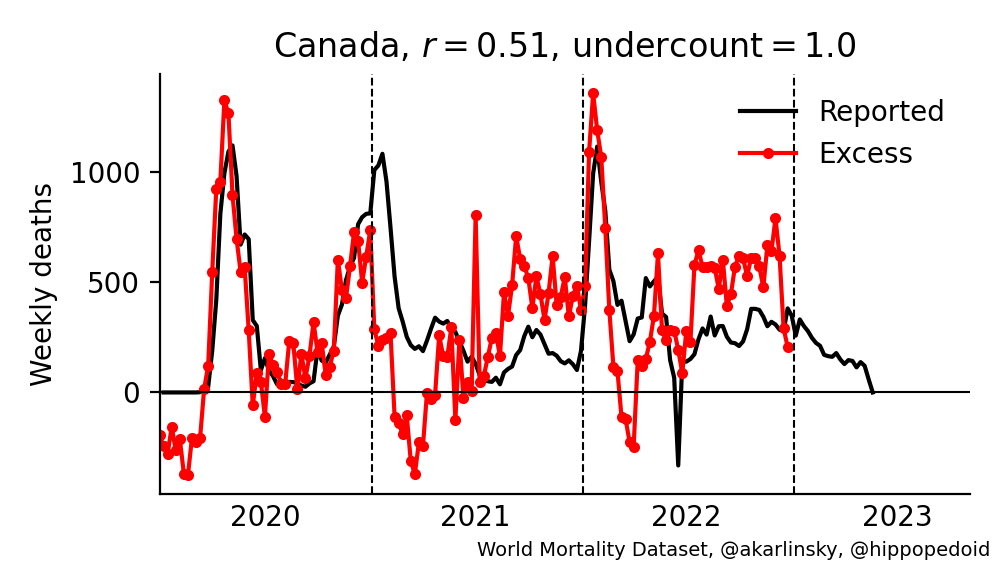 Canada, r = 0.51, undercount = 1.0
Reported
Excess
Weekly deaths
1000
500
0
2020 2021 2022 2023
World Mortality Dataset, @akarlinsky, @hippopedoid